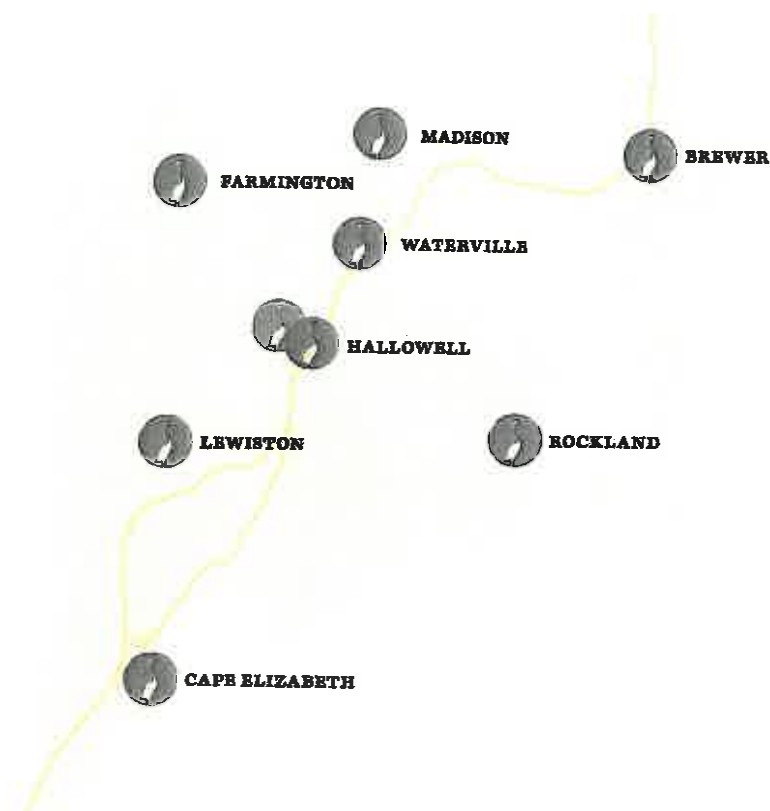 MADISON
BREWER
FARMINGTON
WATERVILLE
HALLOWELL
LEWISTON
ROCKLAND
CAPE ELIZABETH